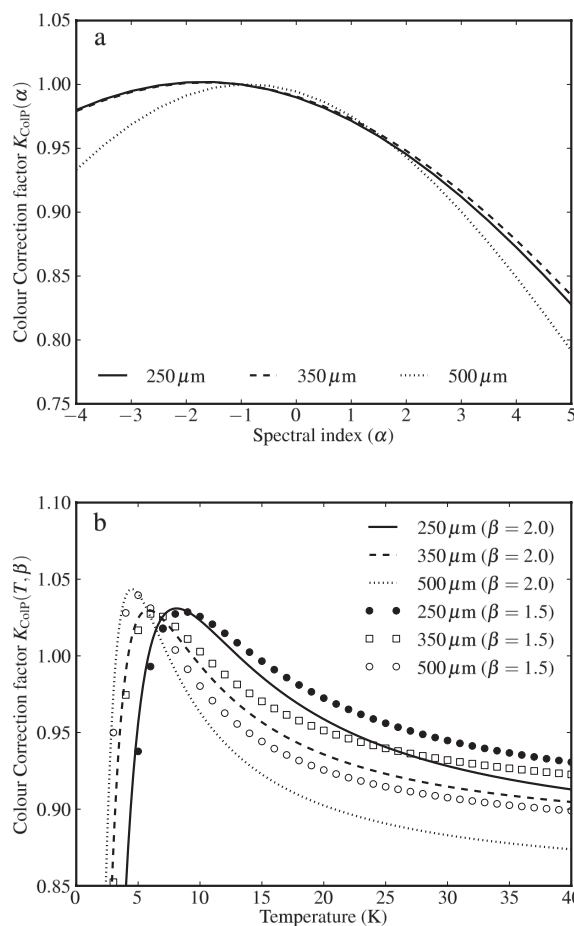 1.05
a
1.00
0.95
0.90
0.85
0.80
0.75
Colour Correction factor K_ColP(α)
250 μm 350 μm 500 μm
−4 −3 −2 −1 0 1 2 3 4 5
Spectral index (α)
1.10
b
1.05
1.00
0.95
0.90
0.85
Colour Correction factor K_ColP(T,β)
250 μm (β = 2.0)
350 μm (β = 2.0)
500 μm (β = 2.0)
250 μm (β = 1.5)
350 μm (β = 1.5)
500 μm (β = 1.5)
0 5 10 15 20 25 30 35 40
Temperature (K)